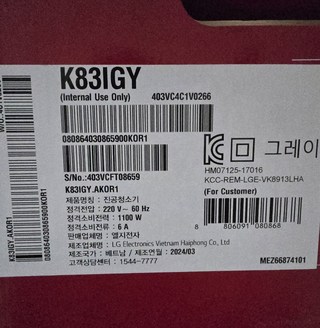 K83IGY
(Internal Use Only) 403VC4C1V0266
080864030865900KOR1
S/No.:403VCFT08659
K83IGY.AKOR1
제품명칭 : 진공청소기
정격전압 : 220 V~ 60 Hz
정격소비전력 : 1100 W
정격소비전류 : 6 A
판매업체명 : 엘지전자
제조업체명 : LG Electronics Vietnam Haiphong Co., Ltd
제조국가 : 베트남 / 제조연월 : 2024/03
고객상담센터 : 1544-7777
그레이
HM07125-17016
KCC-REM-LGE-VK8913LHA
(For Customer)
8 806091 080868
MEZ66874101
K83IGY.AKOR1
080864030865900KOR1